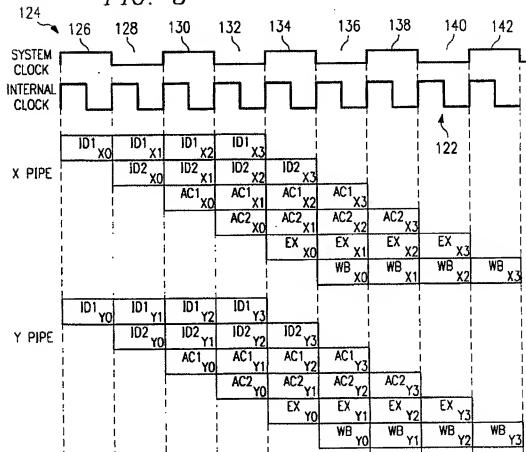 FIG. 3
124
126 128 130 132 134 136 138 140 142
SYSTEM
CLOCK
INTERNAL
CLOCK
122
X PIPE
ID1 X0 ID1 X1 ID1 X2 ID1 X3
ID2 X0 ID2 X1 ID2 X2 ID2 X3
AC1 X0 AC1 X1 AC1 X2 AC1 X3
AC2 X0 AC2 X1 AC2 X2 AC2 X3
EX X0 EX X1 EX X2 EX X3
WB X0 WB X1 WB X2 WB X3
Y PIPE
ID1 Y0 ID1 Y1 ID1 Y2 ID1 Y3
ID2 Y0 ID2 Y1 ID2 Y2 ID2 Y3
AC1 Y0 AC1 Y1 AC1 Y2 AC1 Y3
AC2 Y0 AC2 Y1 AC2 Y2 AC2 Y3
EX Y0 EX Y1 EX Y2 EX Y3
WB Y0 WB Y1 WB Y2 WB Y3